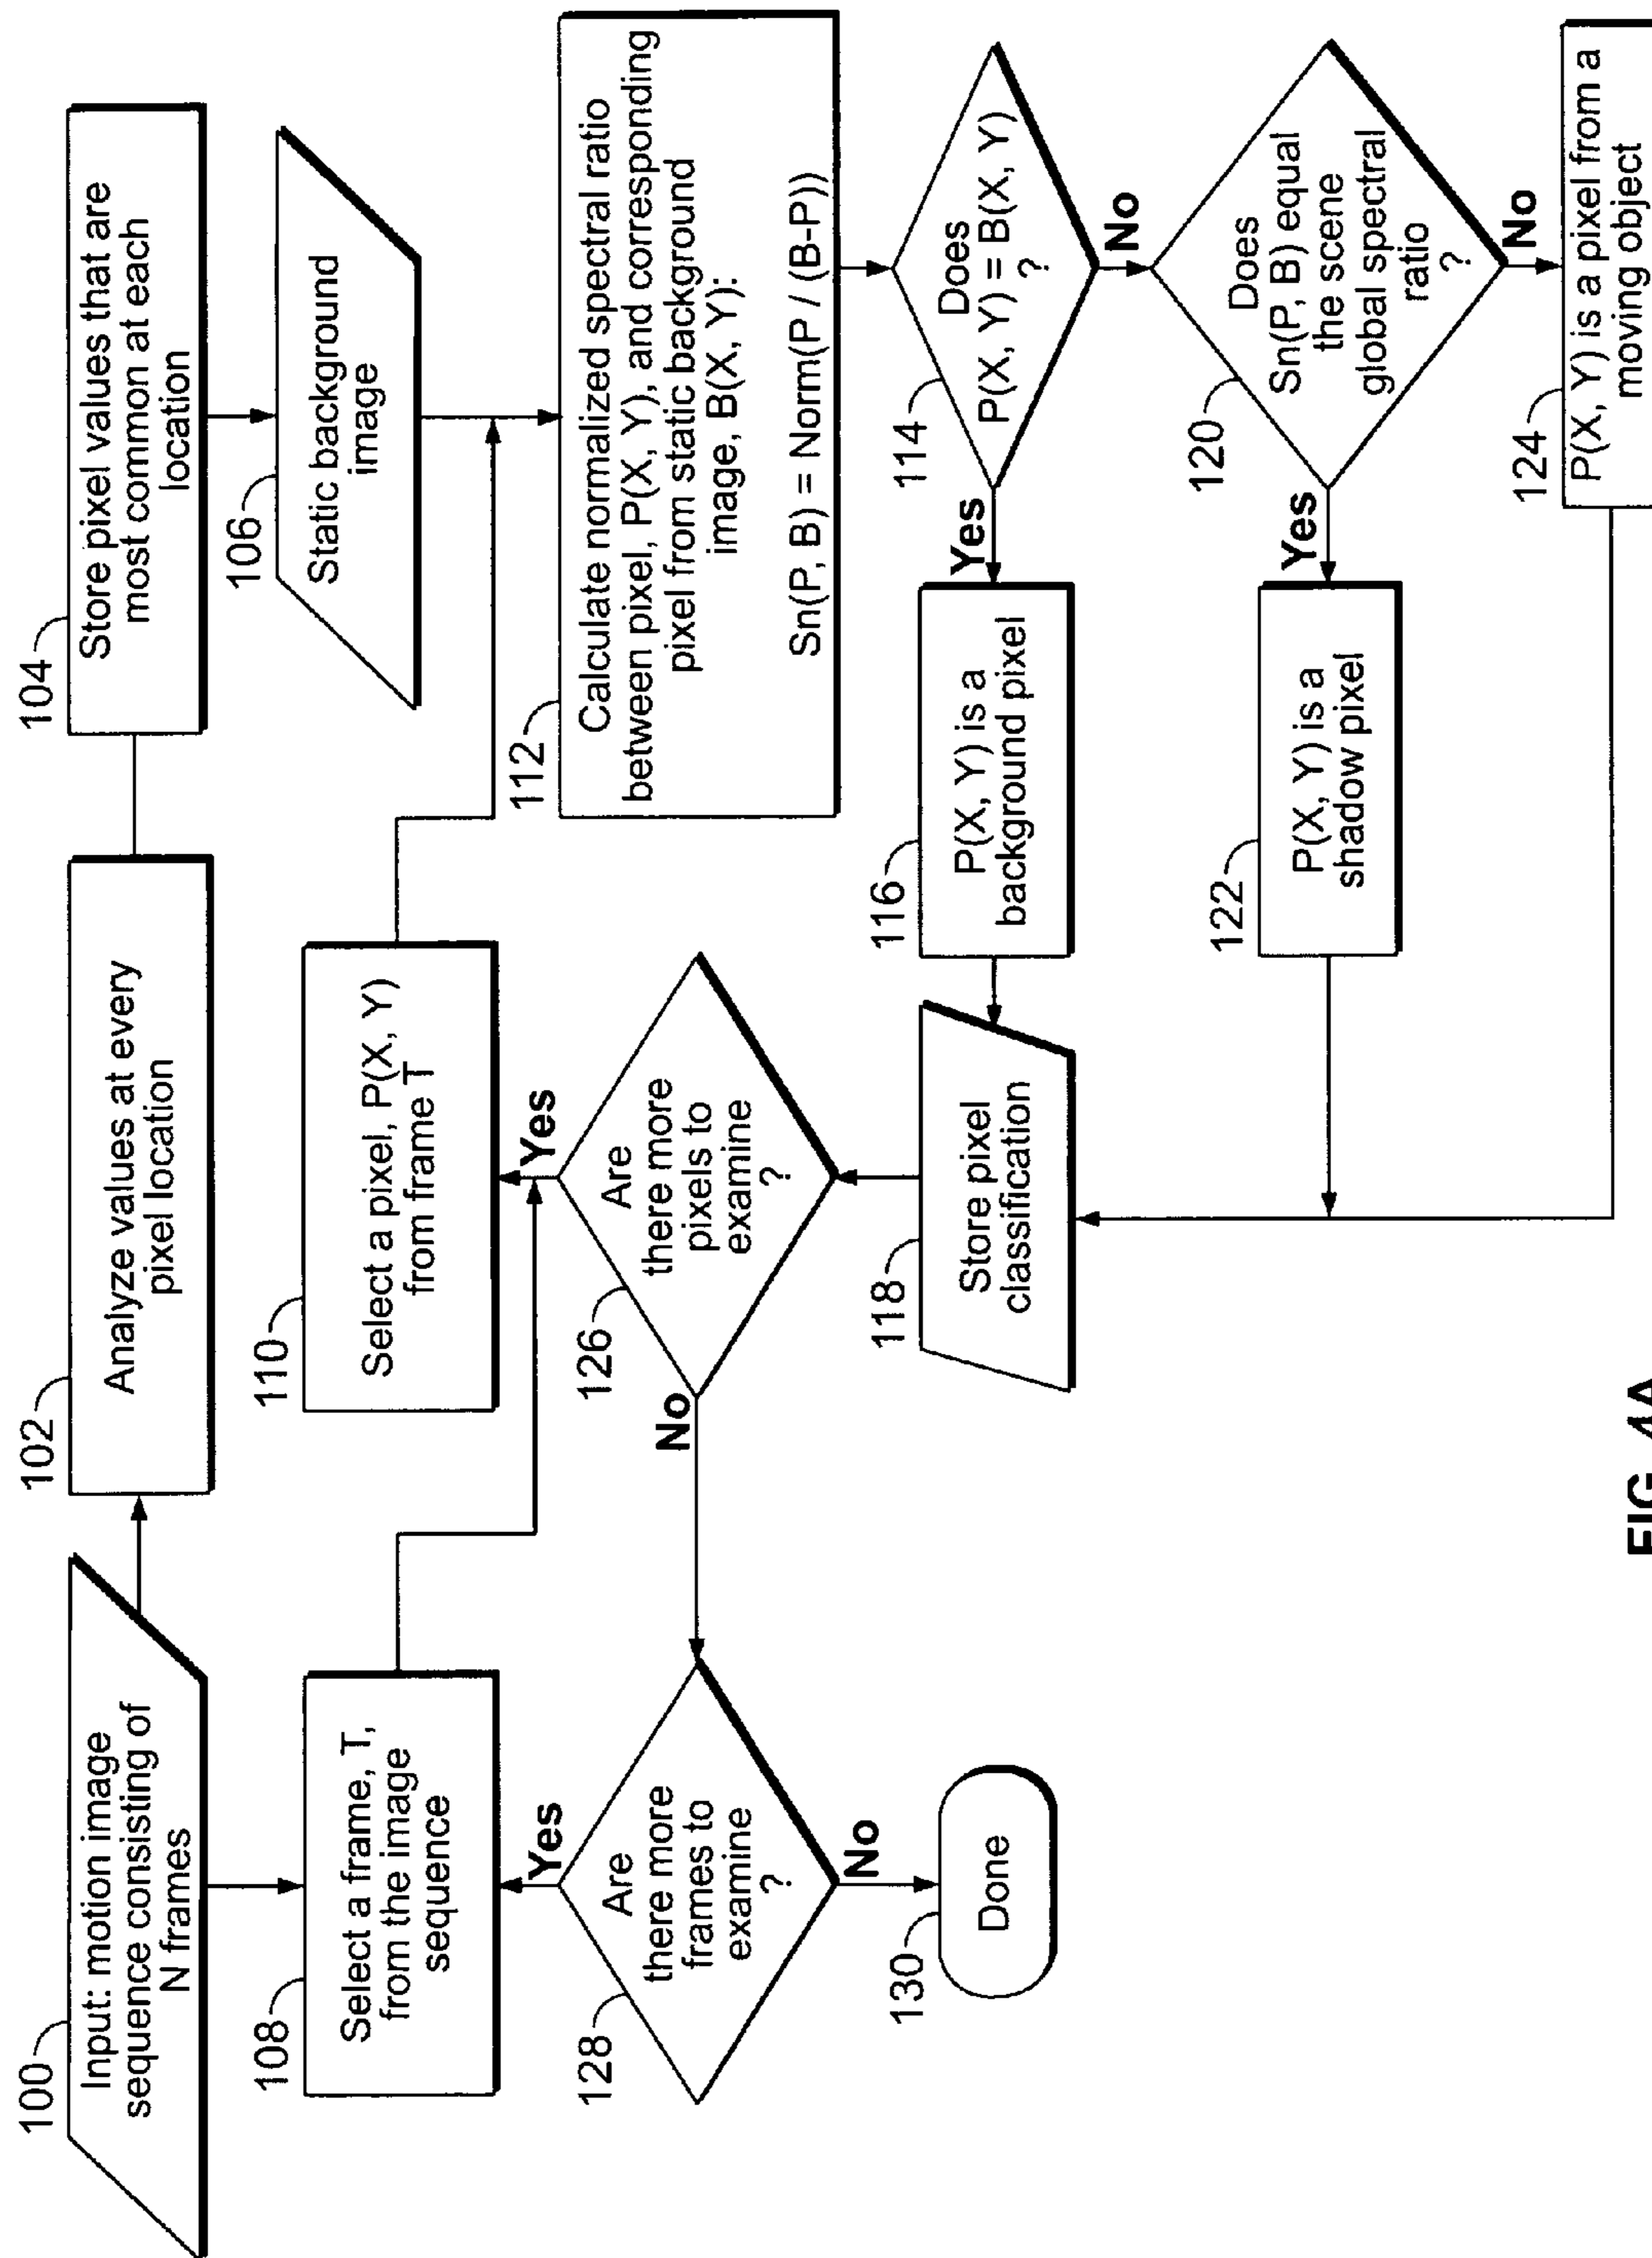 100
Input: motion image
sequence consisting of
N frames
102
Analyze values at every
pixel location
104
Store pixel values that are
most common at each
location
106
Static background
image
108
Select a frame, T,
from the image
sequence
110
Select a pixel, P(X, Y)
from frame T
112
Calculate normalized spectral ratio
between pixel, P(X, Y), and corresponding
pixel from static background
image, B(X, Y):
Sn(P, B) = Norm(P / (B-P))
128
Are
there more
frames to
examine
?
Yes
No
126
Are
there more
pixels to
examine
?
Yes
No
130
Done
118
Store pixel
classification
116
P(X, Y) is a
background pixel
Yes
114
Does
P(X, Y) = B(X, Y)
?
No
122
P(X, Y) is a
shadow pixel
Yes
120
Does
Sn(P, B) equal
the scene
global spectral
ratio
?
No
124
P(X, Y) is a pixel from a
moving object
FIG. 4A